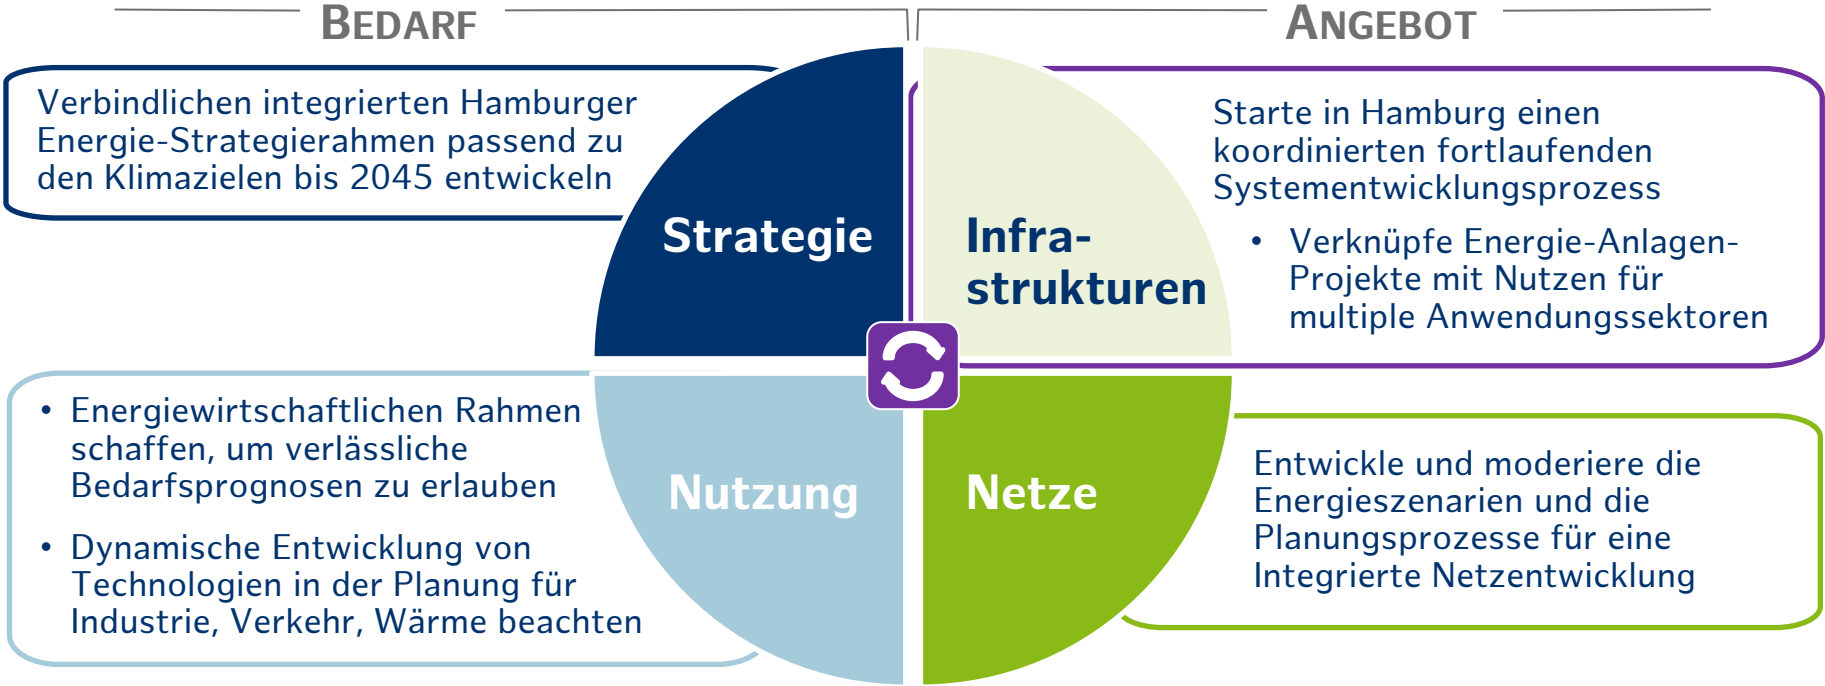 BEDARF
ANGEBOT
Verbindlichen integrierten Hamburger
Energie-Strategierahmen passend zu
den Klimazielen bis 2045 entwickeln
Strategie
Infra-
strukturen
Starte in Hamburg einen
koordinierten fortlaufenden
Systementwicklungsprozess
• Verknüpfe Energie-Anlagen-
Projekte mit Nutzen für
multiple Anwendungssektoren
• Energiewirtschaftlichen Rahmen
schaffen, um verlässliche
Bedarfsprognosen zu erlauben
• Dynamische Entwicklung von
Technologien in der Planung für
Industrie, Verkehr, Wärme beachten
Nutzung
Netze
Entwickle und moderiere die
Energieszenarien und die
Planungsprozesse für eine
Integrierte Netzentwicklung